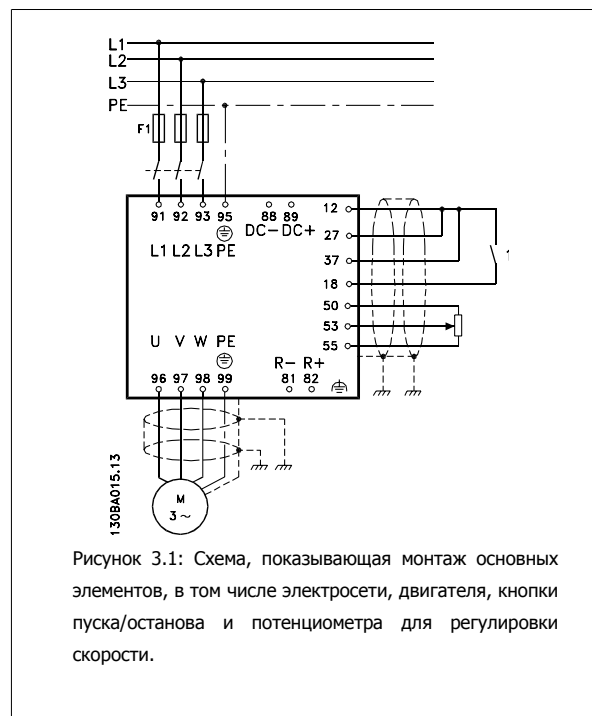 L1
L2
L3
PE
F1
91 92 93 95 88 89
DC- DC+
L1 L2 L3 PE
12
27
37
18
50
53
55
U V W PE
R- R+
96 97 98 99 81 82
M
3~
130BA015.13
Рисунок 3.1: Схема, показывающая монтаж основных
элементов, в том числе электросети, двигателя, кнопки
пуска/останова и потенциометра для регулировки
скорости.